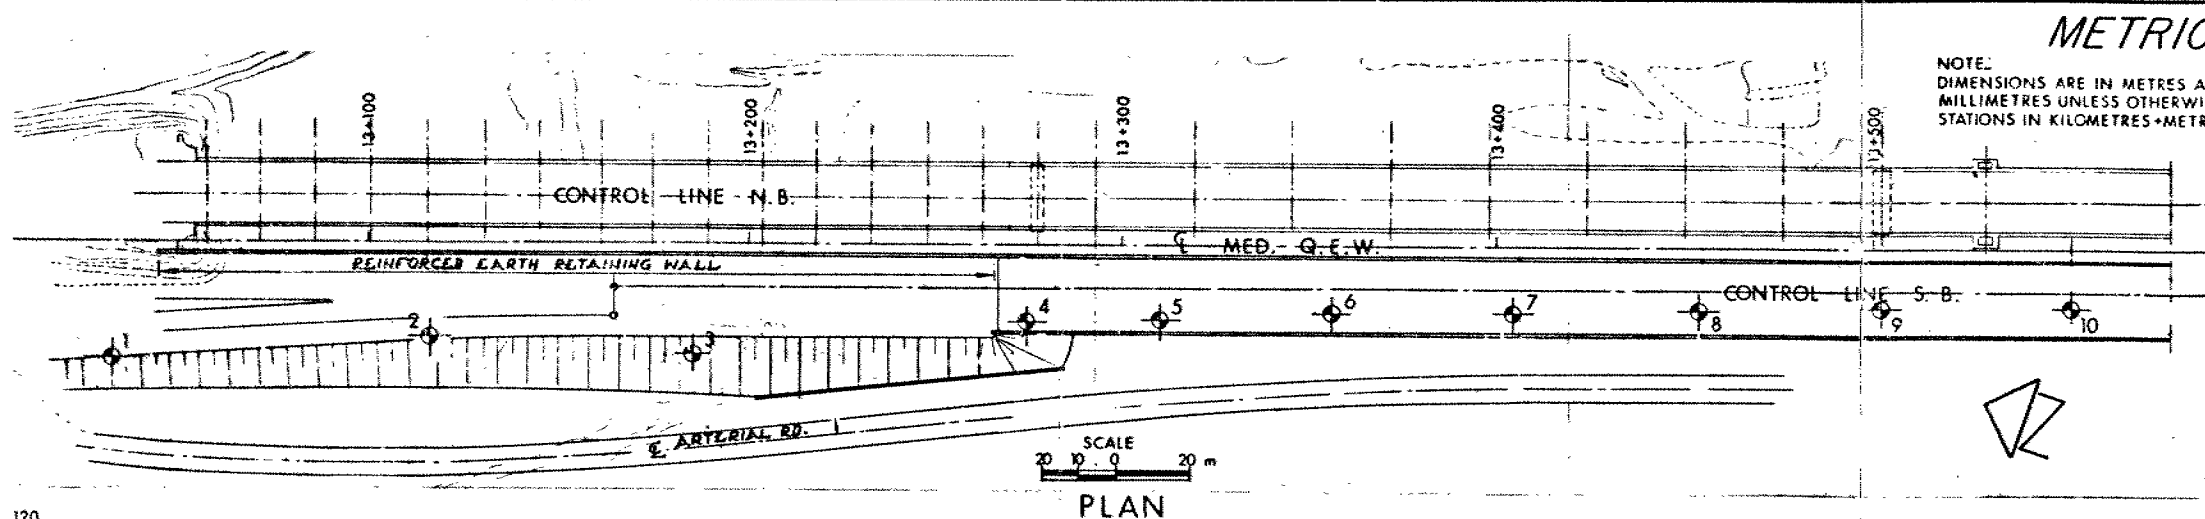 METRIC
NOTE:
DIMENSIONS ARE IN METRES A
MILLIMETRES UNLESS OTHERWI
STATIONS IN KILOMETRES+METR
13+100
13+200
13+300
13+400
13+500
CONTROL LINE N.B.
℄ MED. Q.E.W.
REINFORCED EARTH RETAINING WALL
CONTROL LINE S.B.
1
2
3
4
5
6
7
8
9
10
℄ ARTERIAL RD.
SCALE
20 10 0 20 m
PLAN
120